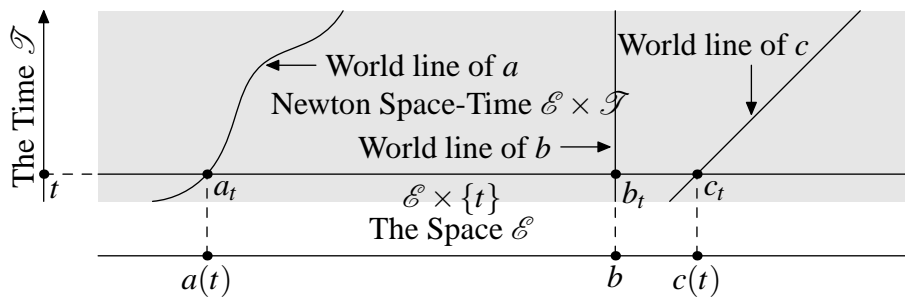 The Time 𝒯
World line of a
World line of c
Newton Space-Time ℰ × 𝒯
World line of b
t
a_t
b_t
c_t
ℰ × {t}
The Space ℰ
a(t)
b
c(t)